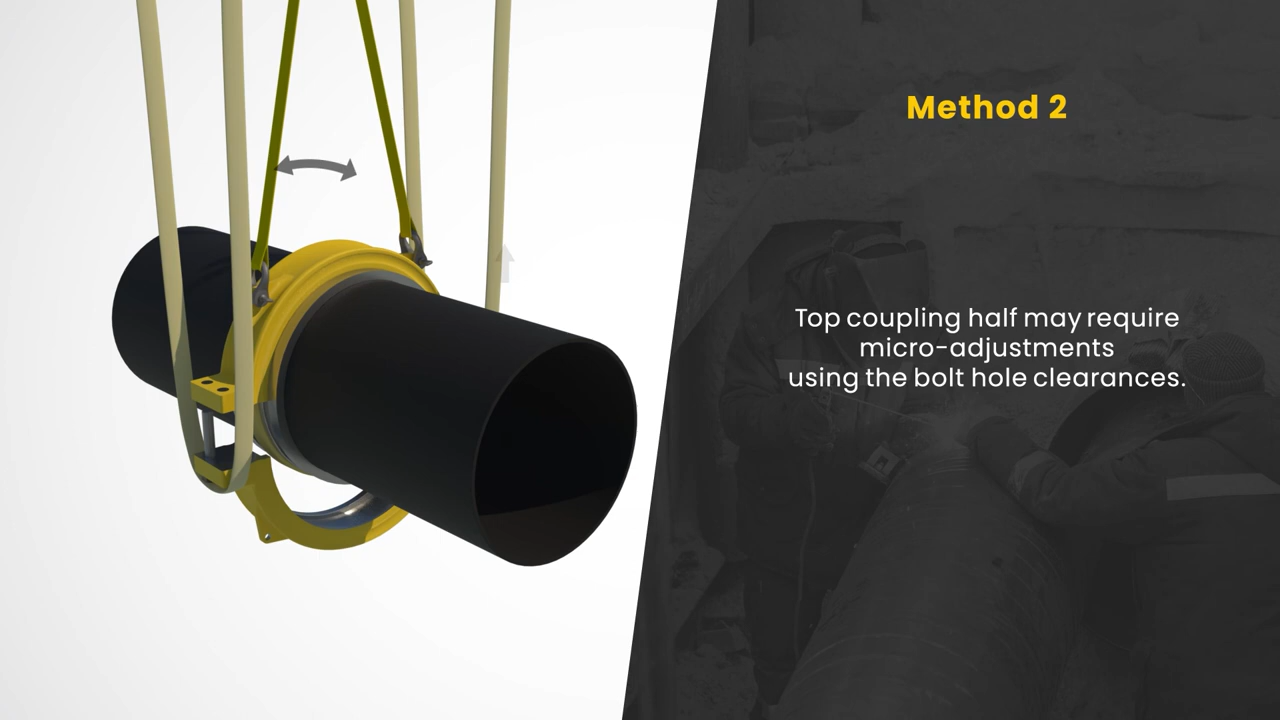 Method 2
Top coupling half may require
micro-adjustments
using the bolt hole clearances.